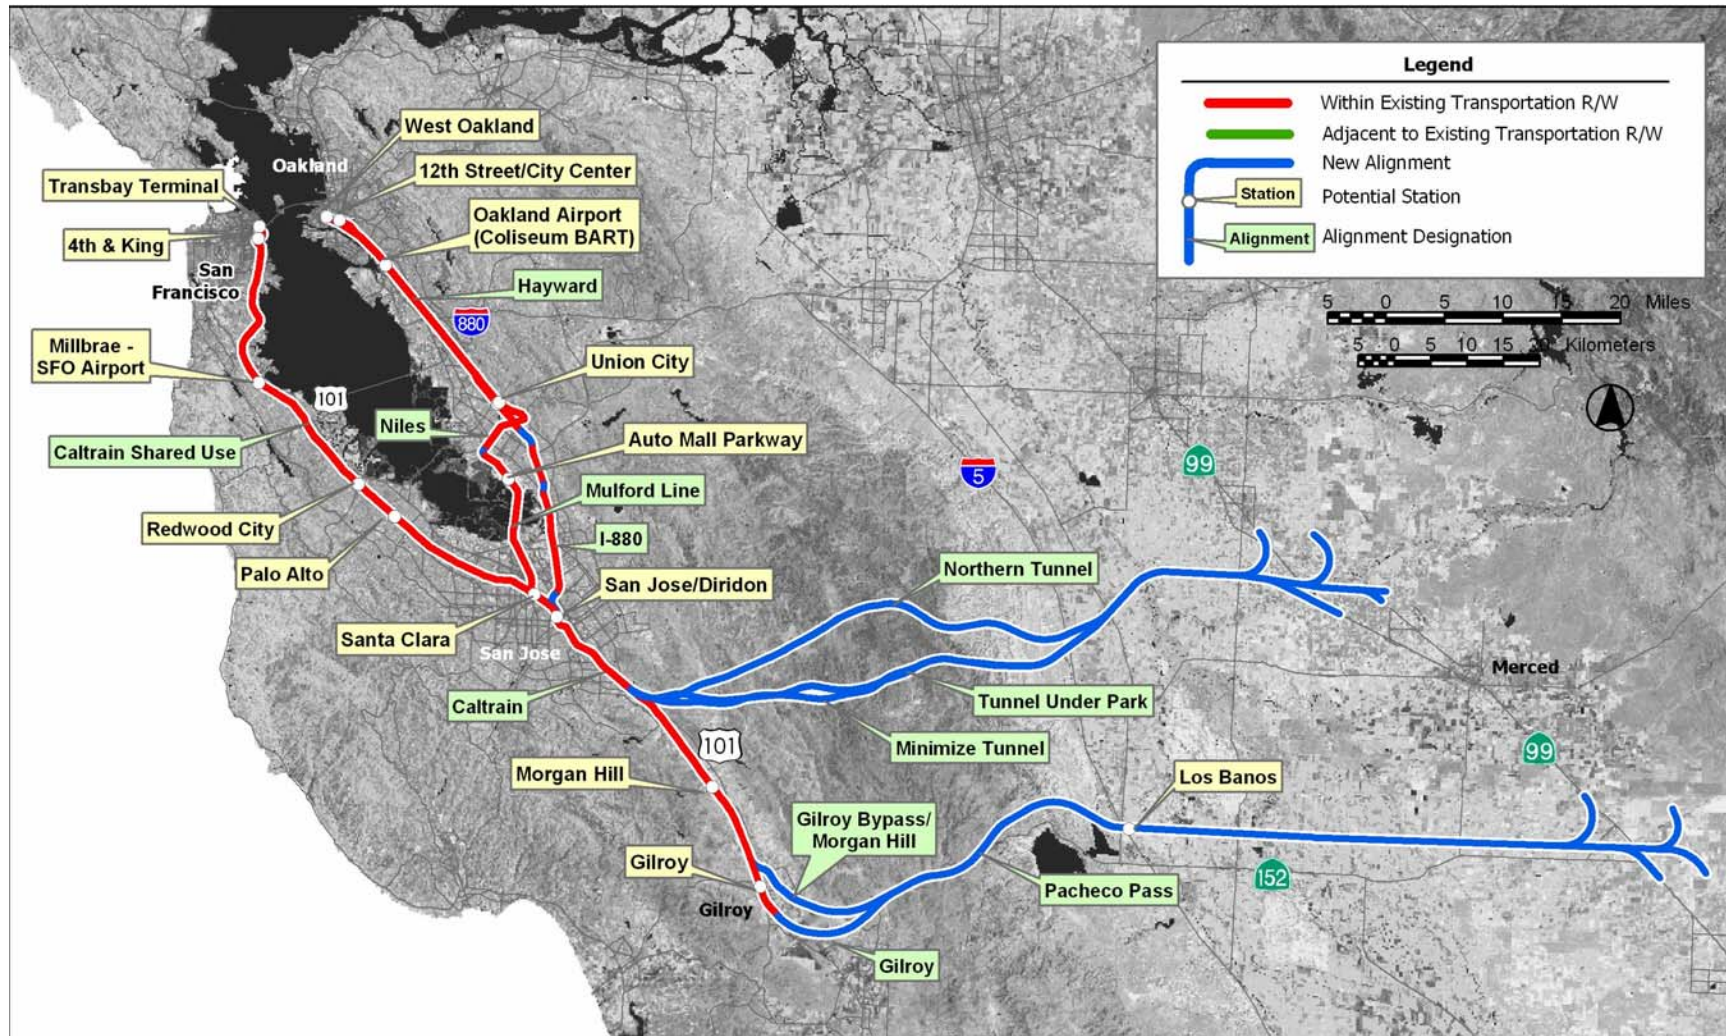 Legend
Within Existing Transportation R/W
Adjacent to Existing Transportation R/W
New Alignment
Station
Potential Station
Alignment
Alignment Designation
5 0 5 10 15 20 Miles
5 0 5 10 15 20 Kilometers
West Oakland
Oakland
12th Street/City Center
Transbay Terminal
Oakland Airport
(Coliseum BART)
4th & King
San
Francisco
Hayward
880
Millbrae -
SFO Airport
Union City
101
Niles
Auto Mall Parkway
Caltrain Shared Use
99
5
Mulford Line
Redwood City
I-880
Palo Alto
Northern Tunnel
San Jose/Diridon
Santa Clara
San Jose
Merced
Caltrain
Tunnel Under Park
101
Minimize Tunnel
99
Morgan Hill
Los Banos
Gilroy Bypass/
Morgan Hill
Gilroy
152
Pacheco Pass
Gilroy
Gilroy